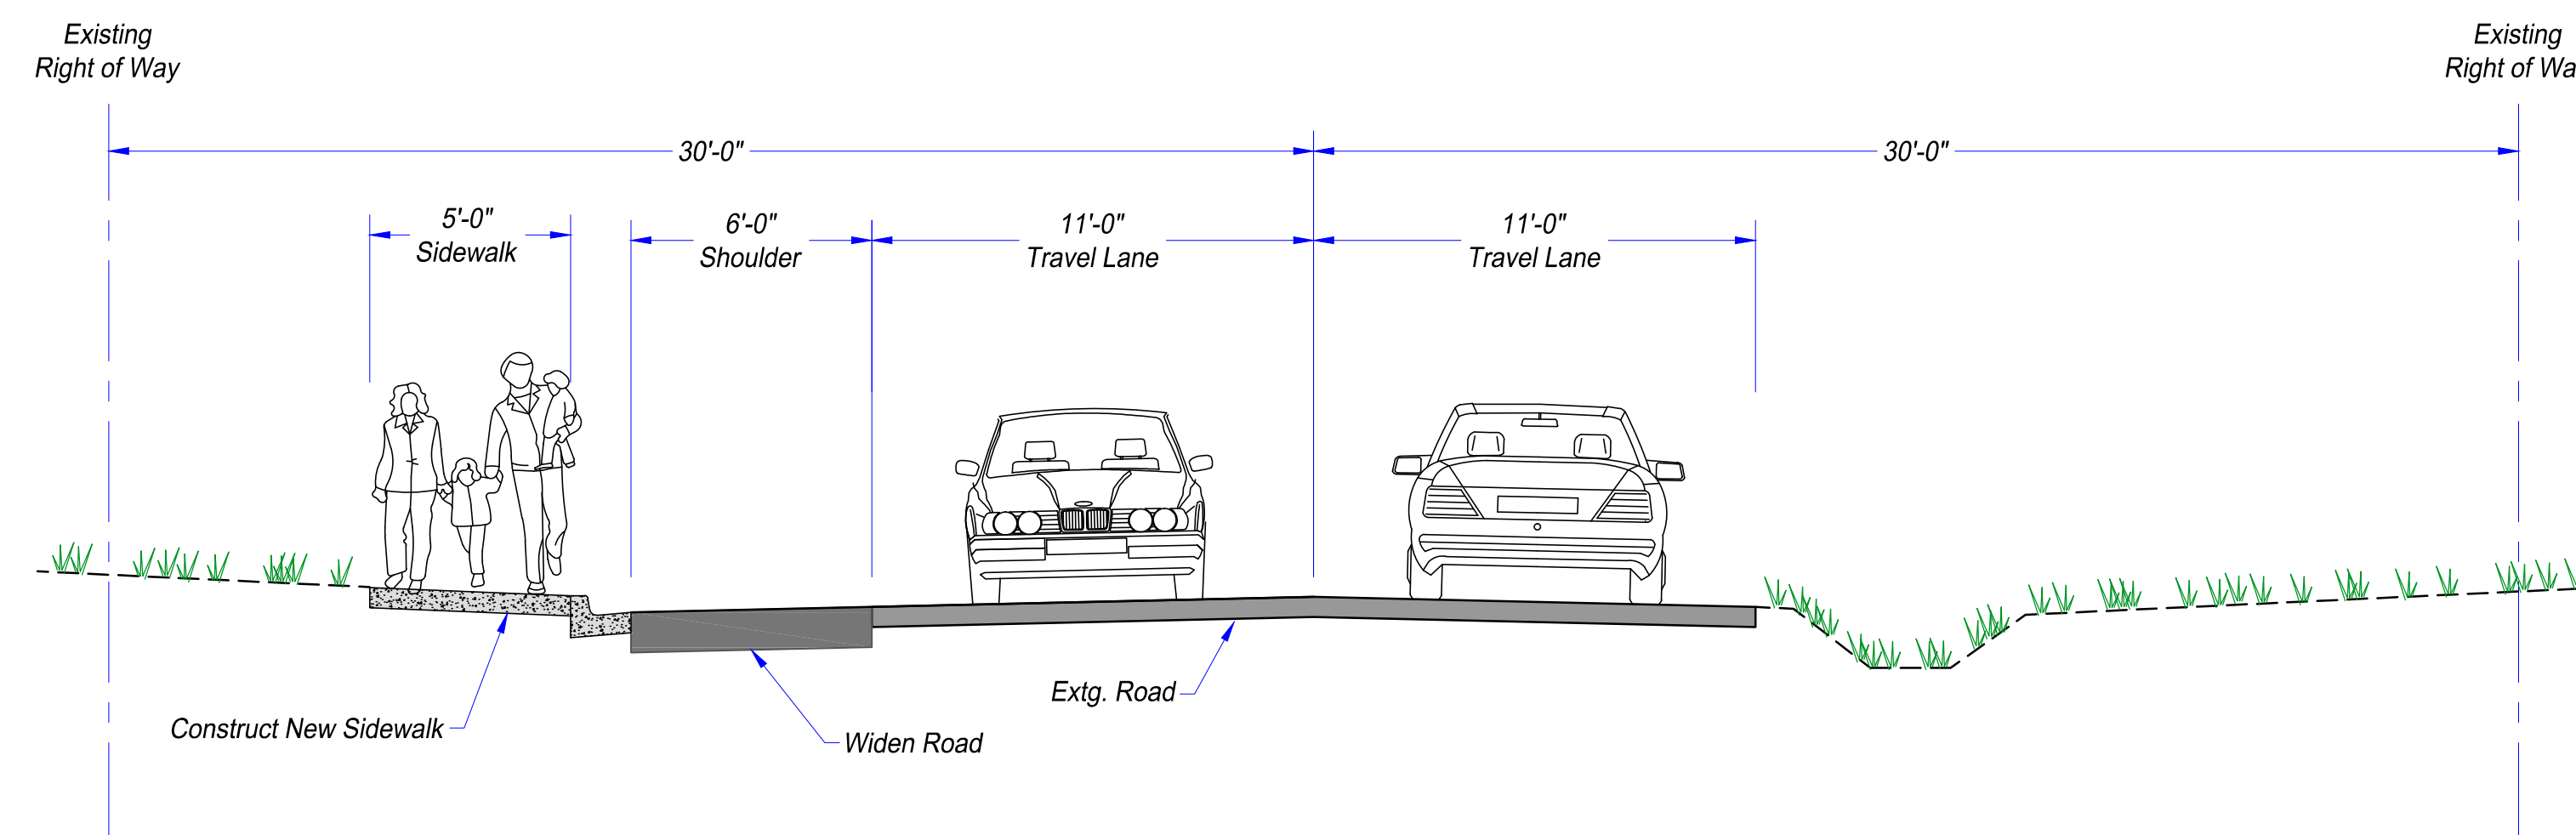 Existing
Right of Way
Existing
Right of Wa
30'-0"
30'-0"
5'-0"
Sidewalk
6'-0"
Shoulder
11'-0"
Travel Lane
11'-0"
Travel Lane
Extg. Road
Construct New Sidewalk
Widen Road